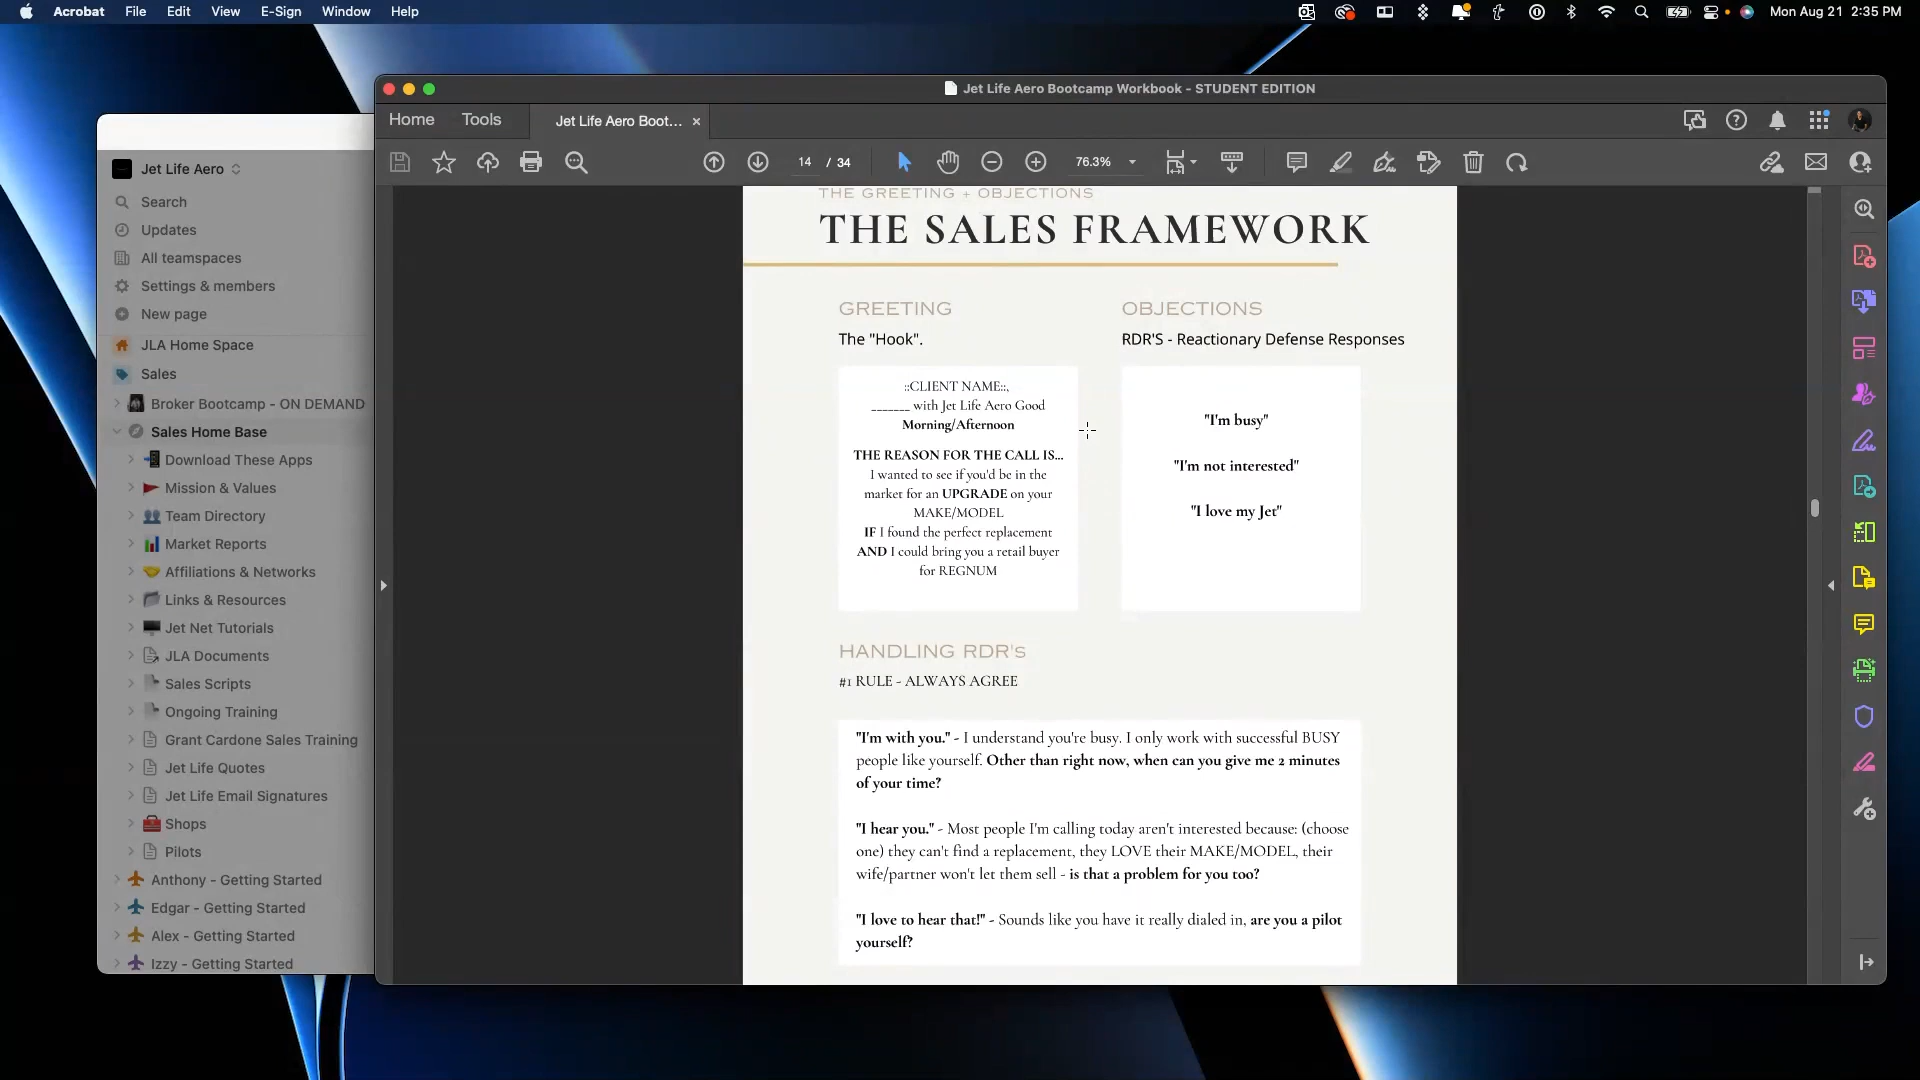 Acrobat File Edit View E-Sign Window Help
Mon Aug 21 2:35 PM
Jet Life Aero Bootcamp Workbook - STUDENT EDITION
Home Tools
Jet Life Aero Boot...
14 / 34
76.3%
Jet Life Aero
Search
Updates
All teamspaces
Settings & members
New page
JLA Home Space
Sales
Broker Bootcamp - ON DEMAND
Sales Home Base
Download These Apps
Mission & Values
Team Directory
Market Reports
Affiliations & Networks
Links & Resources
Jet Net Tutorials
JLA Documents
Sales Scripts
Ongoing Training
Grant Cardone Sales Training
Jet Life Quotes
Jet Life Email Signatures
Shops
Pilots
Anthony - Getting Started
Edgar - Getting Started
Alex - Getting Started
Izzy - Getting Started
THE GREETING + OBJECTIONS
THE SALES FRAMEWORK
GREETING
The "Hook".
::CLIENT NAME::,
_______ with Jet Life Aero Good
Morning/Afternoon
THE REASON FOR THE CALL IS...
I wanted to see if you'd be in the
market for an UPGRADE on your
MAKE/MODEL
IF I found the perfect replacement
AND I could bring you a retail buyer
for REGNUM
OBJECTIONS
RDR'S - Reactionary Defense Responses
"I'm busy"
"I'm not interested"
"I love my Jet"
HANDLING RDR's
#1 RULE - ALWAYS AGREE
"I'm with you." - I understand you're busy. I only work with successful BUSY
people like yourself. Other than right now, when can you give me 2 minutes
of your time?
"I hear you." - Most people I'm calling today aren't interested because: (choose
one) they can't find a replacement, they LOVE their MAKE/MODEL, their
wife/partner won't let them sell - is that a problem for you too?
"I love to hear that!" - Sounds like you have it really dialed in, are you a pilot
yourself?